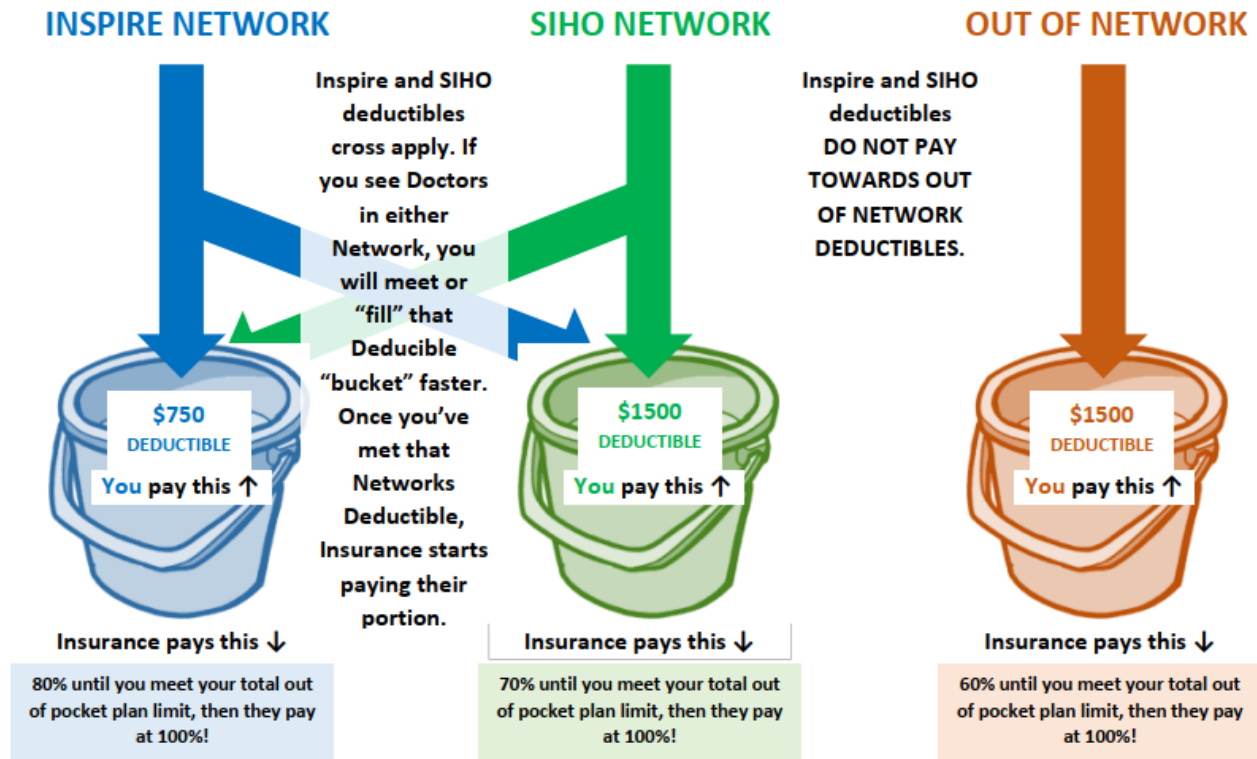 INSPIRE NETWORK
SIHO NETWORK
OUT OF NETWORK
Inspire and SIHO
deductibles
cross apply. If
you see Doctors
in either
Network, you
will meet or
“fill” that
Deducible
“bucket” faster.
Once you’ve
met that
Networks
Deductible,
Insurance starts
paying their
portion.
Inspire and SIHO
deductibles
DO NOT PAY
TOWARDS OUT
OF NETWORK
DEDUCTIBLES.
$750
DEDUCTIBLE
You pay this ↑
$1500
DEDUCTIBLE
You pay this ↑
$1500
DEDUCTIBLE
You pay this ↑
Insurance pays this ↓
80% until you meet your total out
of pocket plan limit, then they pay
at 100%!
Insurance pays this ↓
70% until you meet your total out
of pocket plan limit, then they pay
at 100%!
Insurance pays this ↓
60% until you meet your total out
of pocket plan limit, then they pay
at 100%!